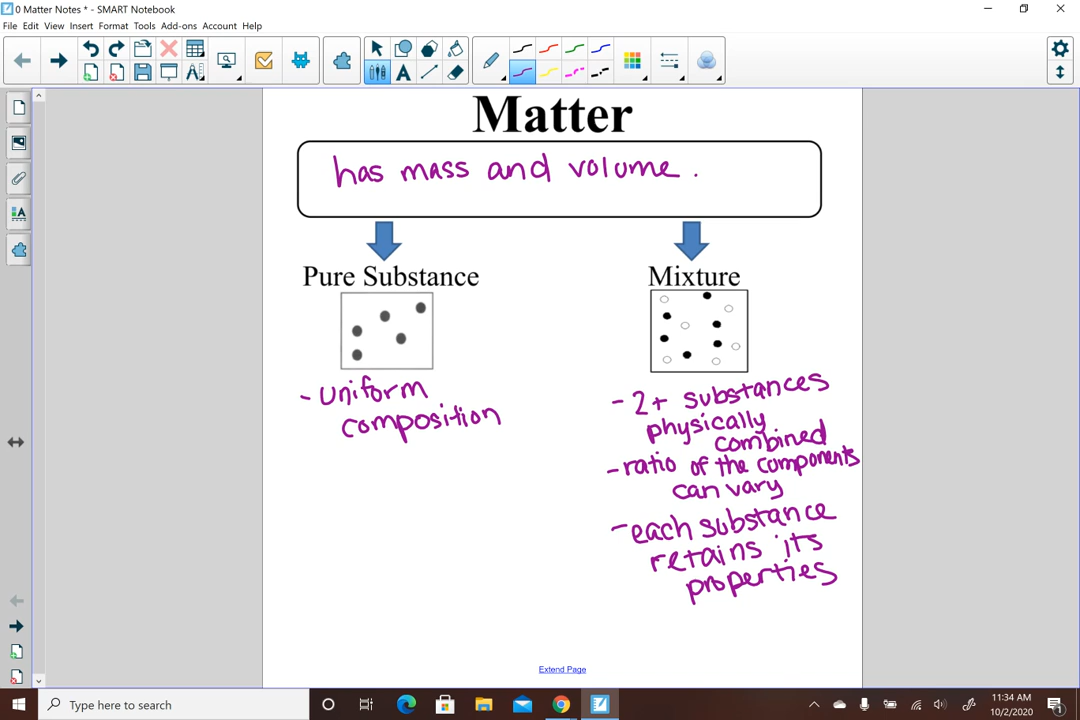 0 Matter Notes * - SMART Notebook
File Edit View Insert Format Tools Add-ons Account Help
Matter
has mass and volume.
Pure Substance
Mixture
- uniform
composition
- 2+ substances
physically
combined
- ratio of the components
can vary
- each substance
retains its
properties
Extend Page
Type here to search
11:34 AM
10/2/2020
1